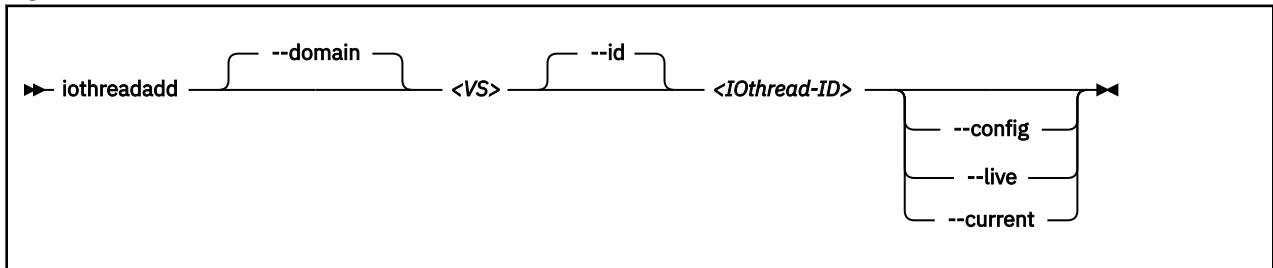 --domain --id
iothreadadd <VS> <IOthread-ID>
--config
--live
--current